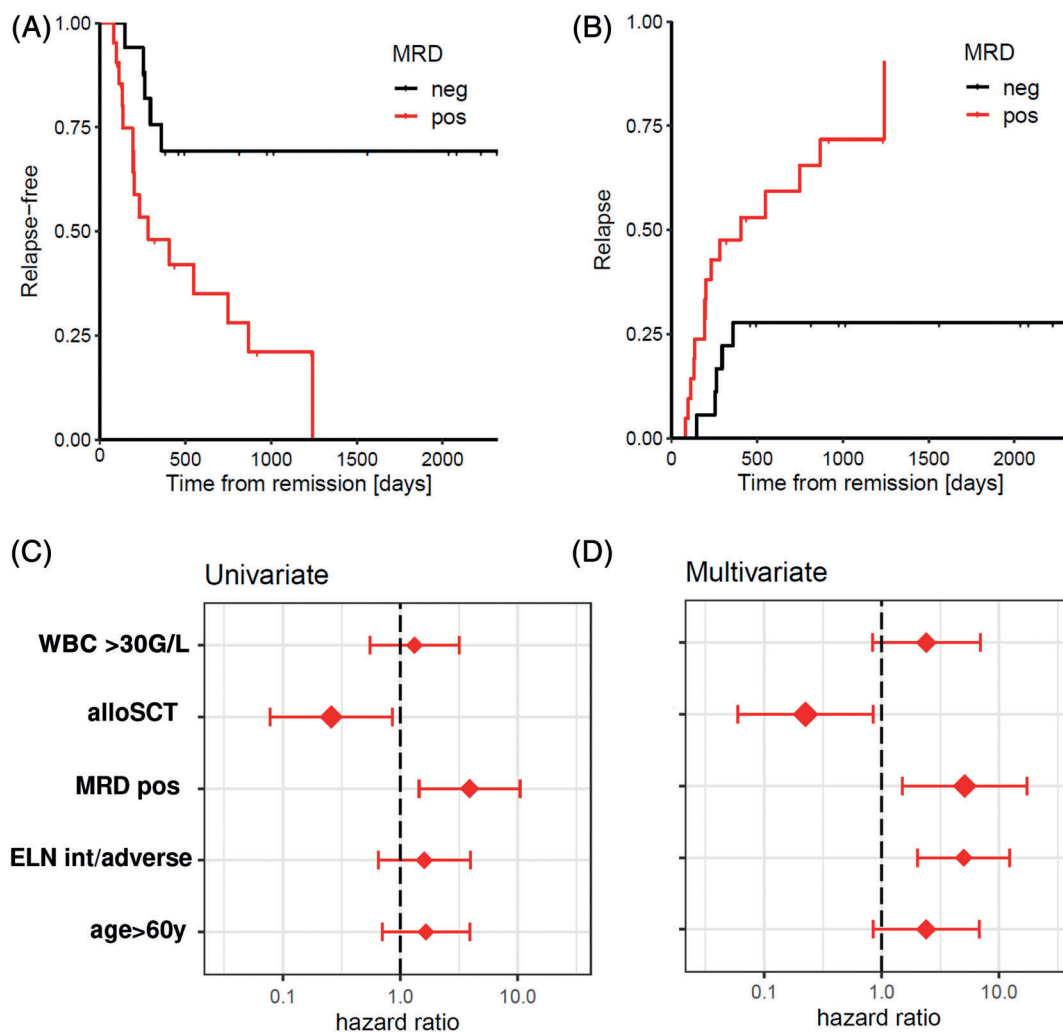 (A)
1.00
0.75
0.50
0.25
0.00
Relapse−free
MRD
neg
pos
0 500 1000 1500 2000
Time from remission [days]
(B)
1.00
0.75
0.50
0.25
0.00
Relapse
MRD
neg
pos
0 500 1000 1500 2000
Time from remission [days]
(C)
Univariate
WBC >30G/L
alloSCT
MRD pos
ELN int/adverse
age>60y
0.1 1.0 10.0
hazard ratio
(D)
Multivariate
0.1 1.0 10.0
hazard ratio